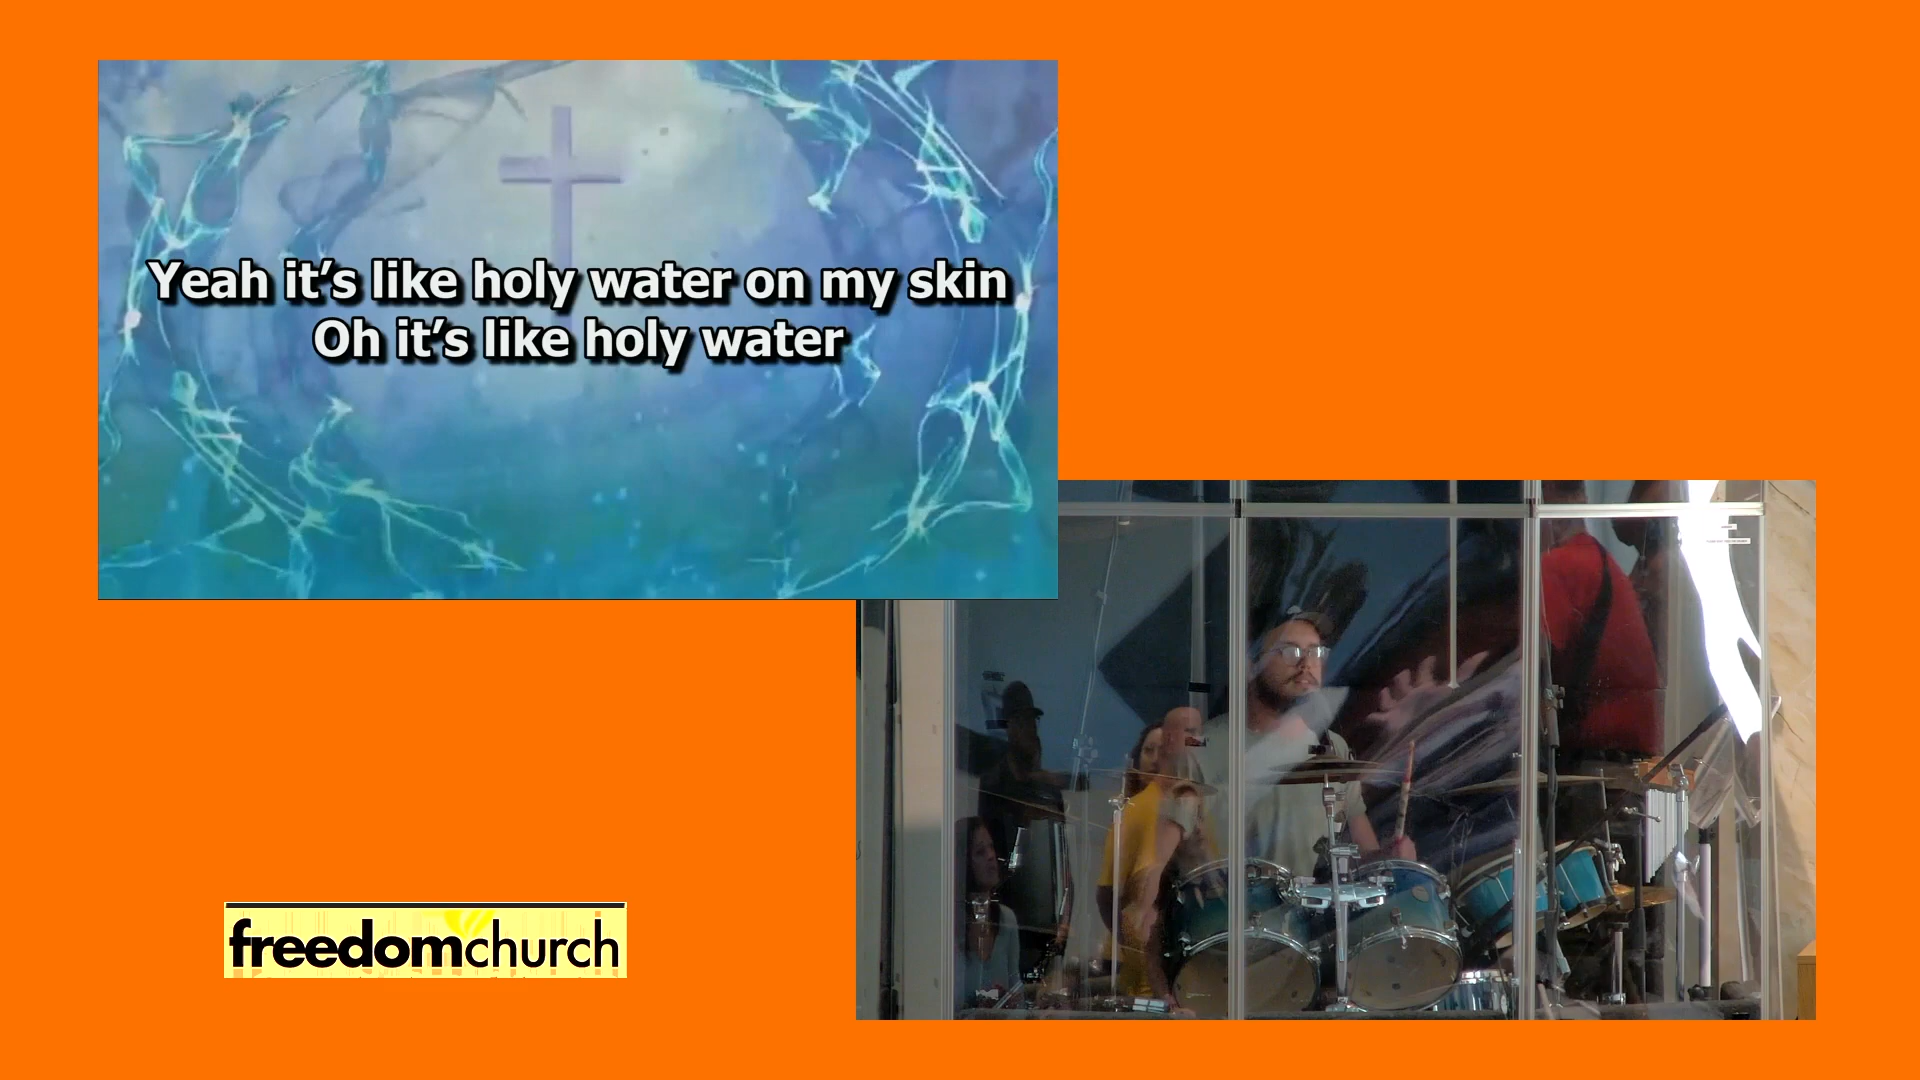 Yeah it’s like holy water on my skin
Oh it’s like holy water
freedomchurch